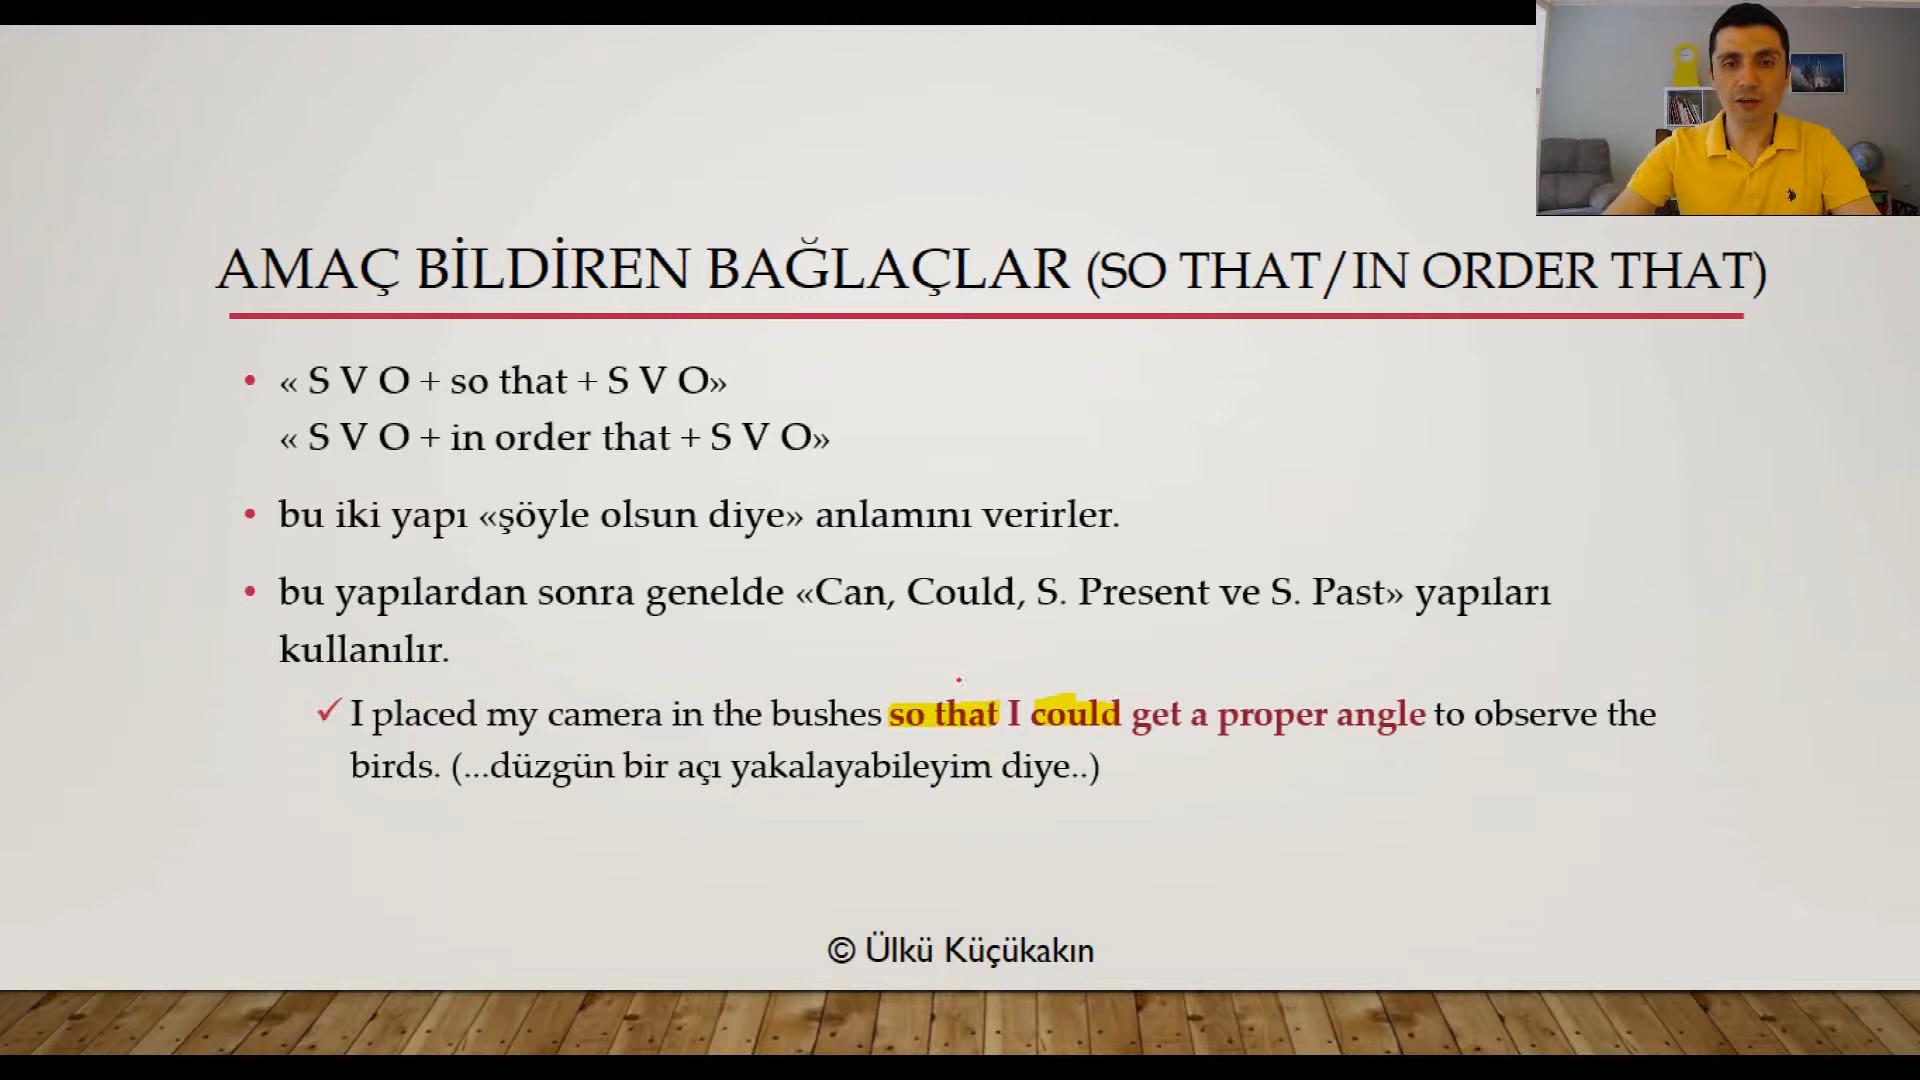 AMAÇ BİLDİREN BAĞLAÇLAR (SO THAT/IN ORDER THAT)
• « S V O + so that + S V O»
« S V O + in order that + S V O»
• bu iki yapı «şöyle olsun diye» anlamını verirler.
• bu yapılardan sonra genelde «Can, Could, S. Present ve S. Past» yapıları
kullanılır.
✓ I placed my camera in the bushes so that I could get a proper angle to observe the
birds. (...düzgün bir açı yakalayabileyim diye..)
© Ülkü Küçükakın